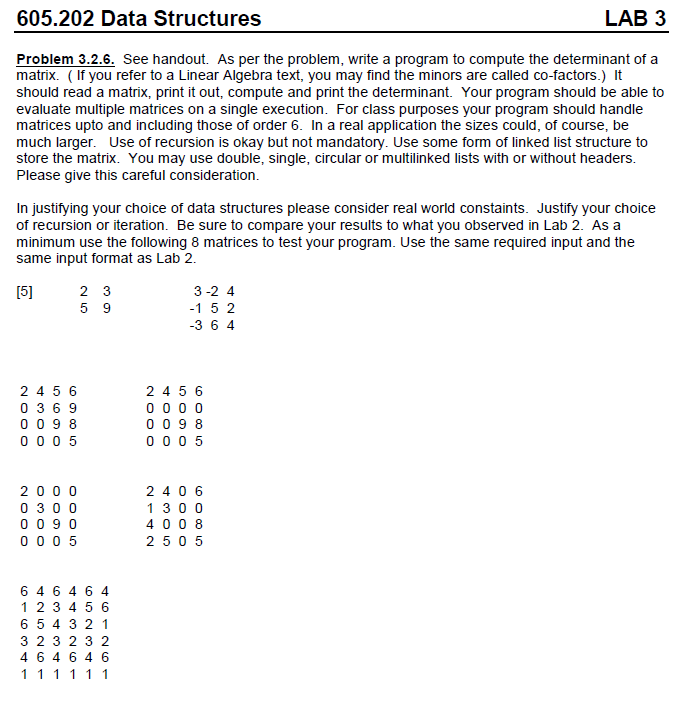 605.202 Data Structures LAB 3
Problem 3.2.6. See handout. As per the problem, write a program to compute the determinant of a
matrix. ( If you refer to a Linear Algebra text, you may find the minors are called co-factors.) It
should read a matrix, print it out, compute and print the determinant. Your program should be able to
evaluate multiple matrices on a single execution. For class purposes your program should handle
matrices upto and including those of order 6. In a real application the sizes could, of course, be
much larger. Use of recursion is okay but not mandatory. Use some form of linked list structure to
store the matrix. You may use double, single, circular or multilinked lists with or without headers.
Please give this careful consideration.
In justifying your choice of data structures please consider real world constaints. Justify your choice
of recursion or iteration. Be sure to compare your results to what you observed in Lab 2. As a
minimum use the following 8 matrices to test your program. Use the same required input and the
same input format as Lab 2.
[5] 2 3 3 -2 4
5 9 -1 5 2
-3 6 4
2 4 5 6 2 4 5 6
0 3 6 9 0 0 0 0
0 0 9 8 0 0 9 8
0 0 0 5 0 0 0 5
2 0 0 0 2 4 0 6
0 3 0 0 1 3 0 0
0 0 9 0 4 0 0 8
0 0 0 5 2 5 0 5
6 4 6 4 6 4
1 2 3 4 5 6
6 5 4 3 2 1
3 2 3 2 3 2
4 6 4 6 4 6
1 1 1 1 1 1